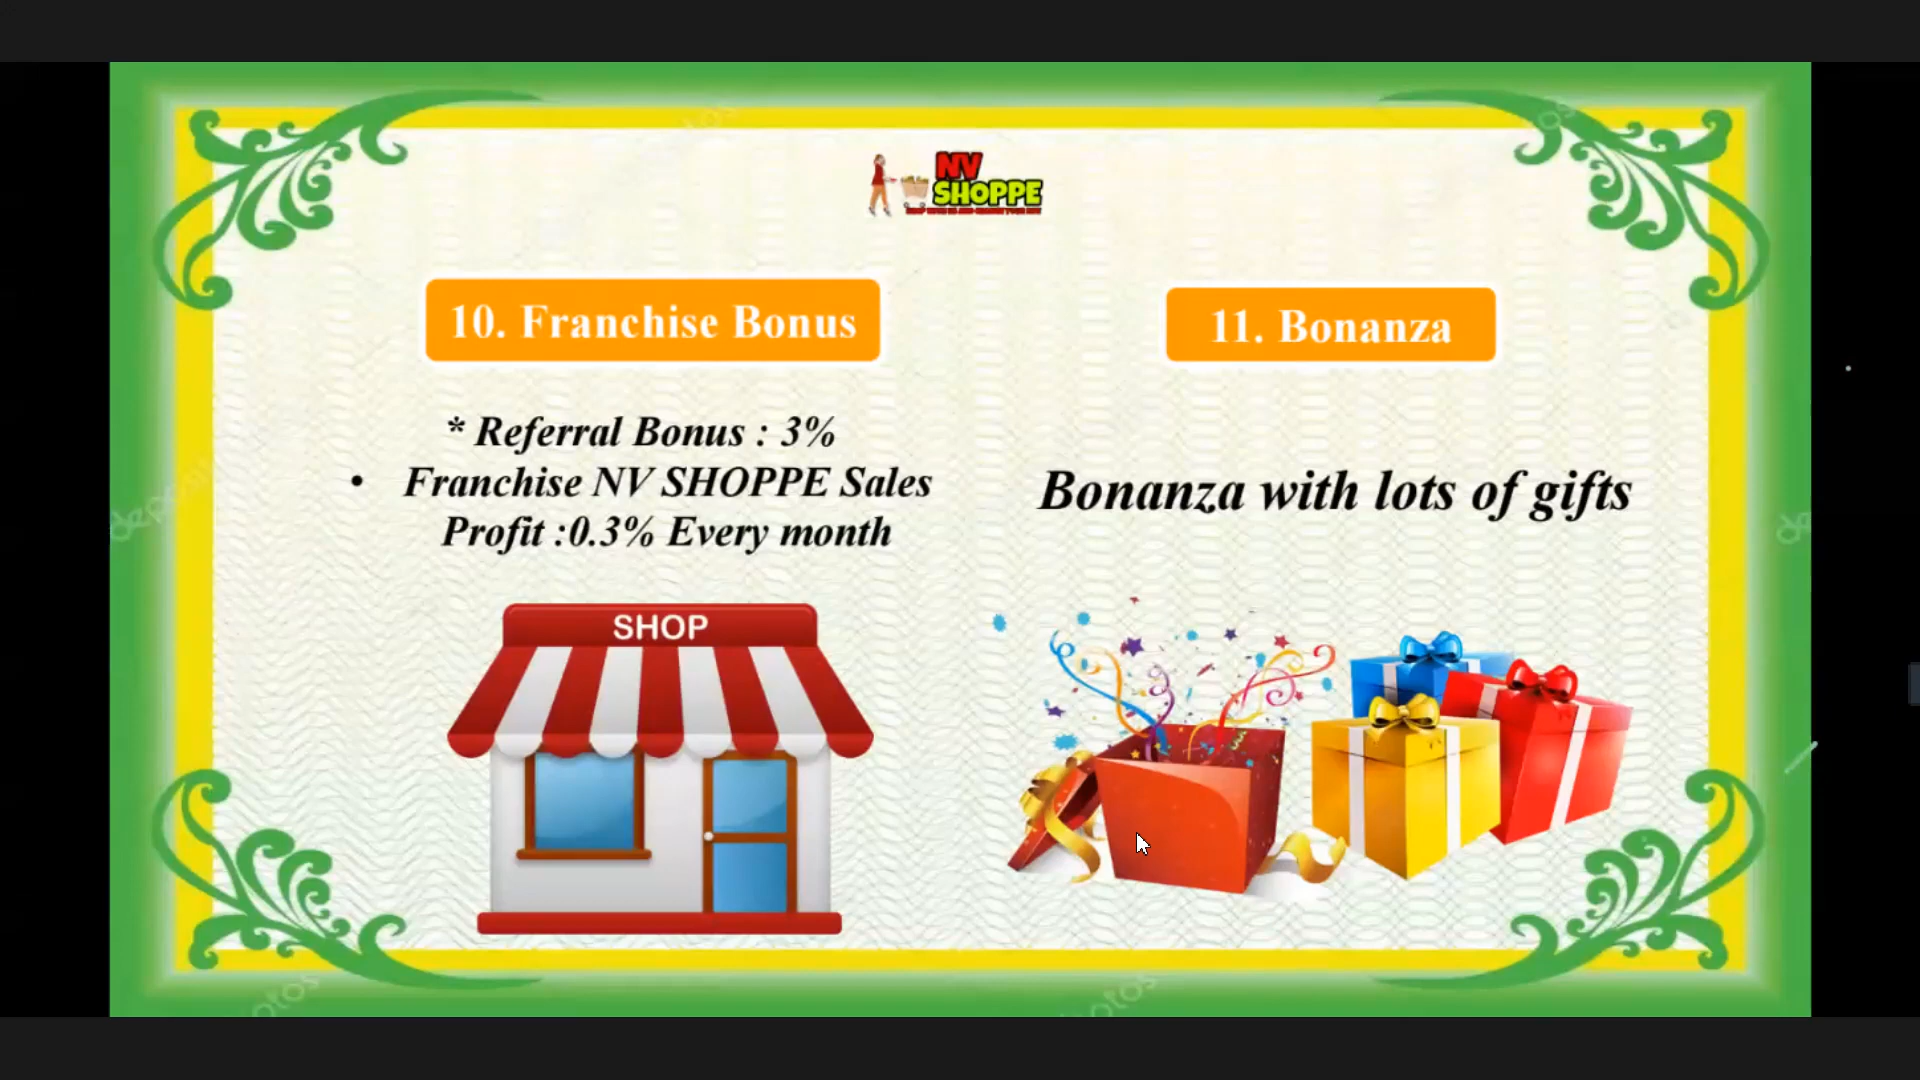 NV
SHOPPE
10. Franchise Bonus
* Referral Bonus : 3%
• Franchise NV SHOPPE Sales
Profit :0.3% Every month
SHOP
11. Bonanza
Bonanza with lots of gifts